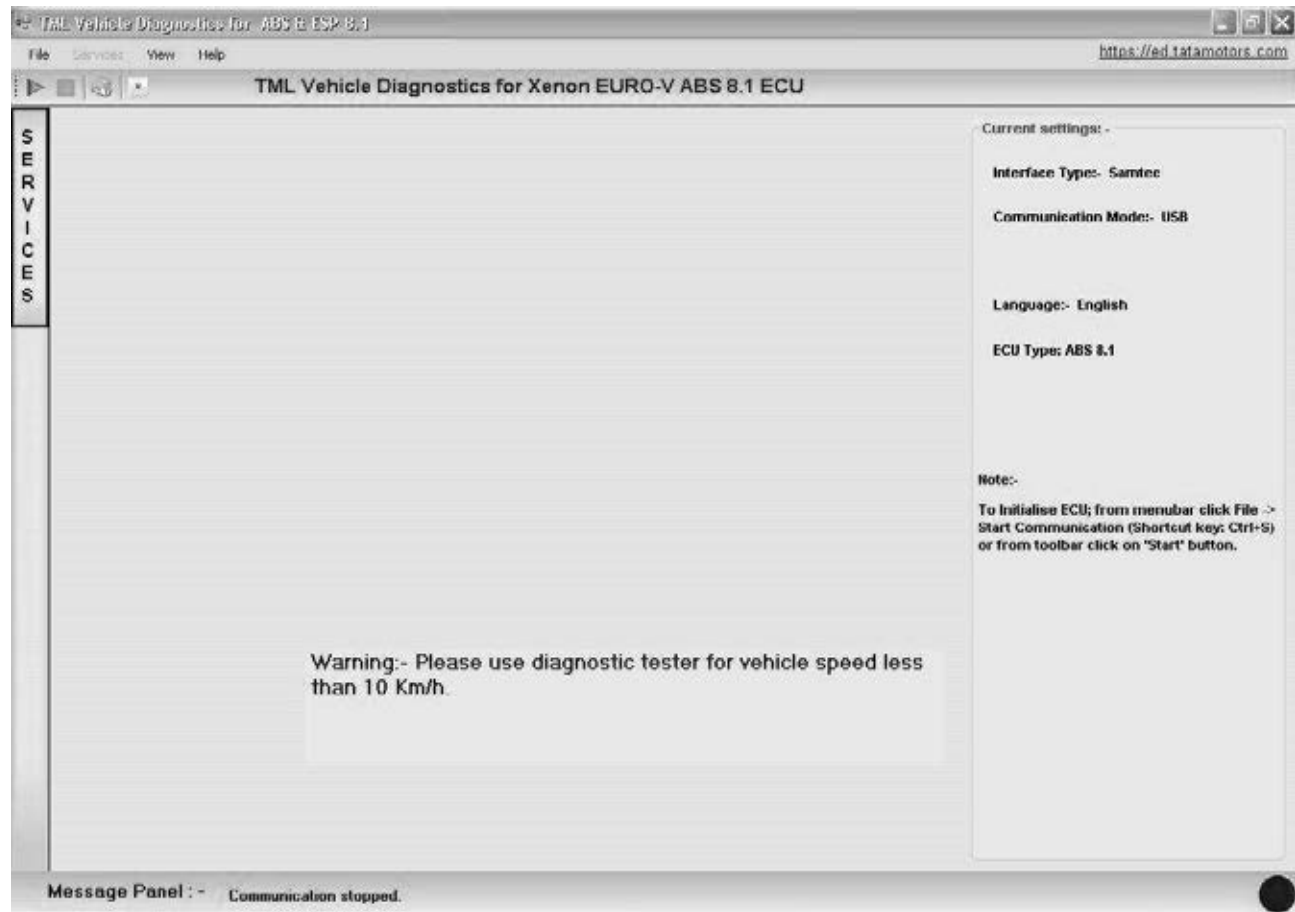 TML Vehicle Diagnostics for ABS & ESP 8.1
File Services View Help
https://ed.tatamotors.com
TML Vehicle Diagnostics for Xenon EURO-V ABS 8.1 ECU
SERVICES
Current settings: -
Interface Type:- Samtec
Communication Mode:- USB
Language:- English
ECU Type: ABS 8.1
Note:-
To Initialise ECU; from menubar click File ->
Start Communication (Shortcut key: Ctrl+S)
or from toolbar click on "Start" button.
Warning:- Please use diagnostic tester for vehicle speed less
than 10 Km/h.
Message Panel : - Communication stopped.